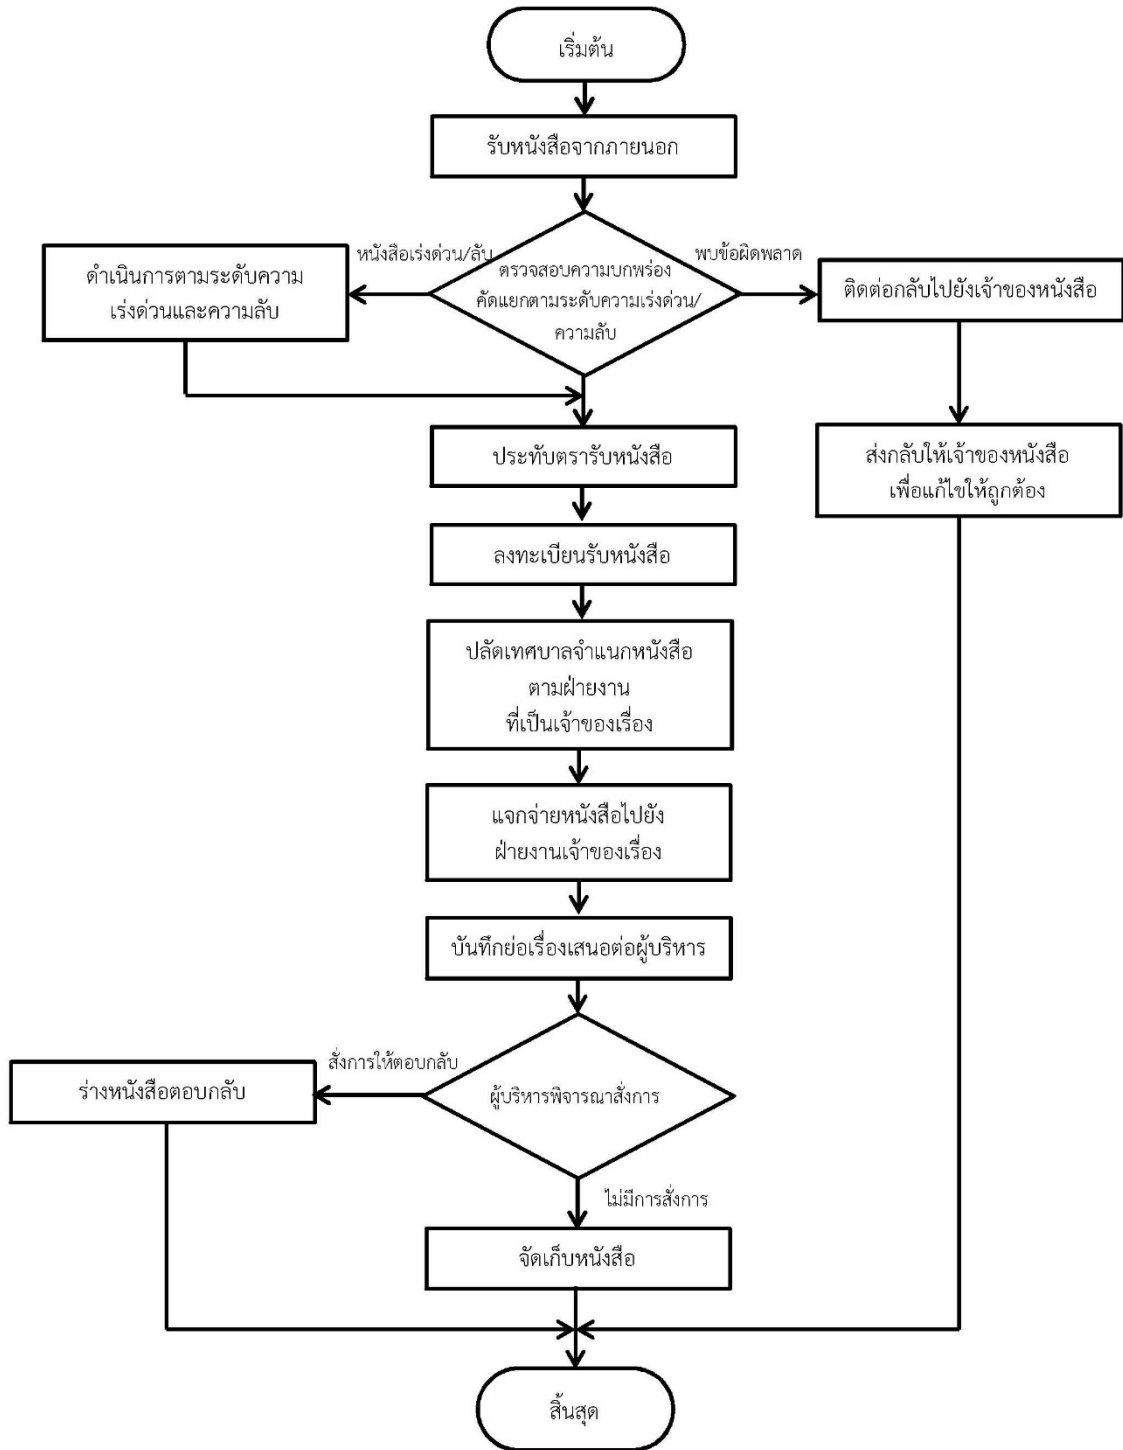 เริ่มต้น
รับหนังสือจากภายนอก
หนังสือเร่งด่วน/ลับ
พบข้อผิดพลาด
ตรวจสอบความบกพร่อง
คัดแยกตามระดับความเร่งด่วน/
ความลับ
ดำเนินการตามระดับความ
เร่งด่วนและความลับ
ติดต่อกลับไปยังเจ้าของหนังสือ
ประทับตรารับหนังสือ
ส่งกลับให้เจ้าของหนังสือ
เพื่อแก้ไขให้ถูกต้อง
ลงทะเบียนรับหนังสือ
ปลัดเทศบาลจำแนกหนังสือ
ตามฝ่ายงาน
ที่เป็นเจ้าของเรื่อง
แจกจ่ายหนังสือไปยัง
ฝ่ายงานเจ้าของเรื่อง
บันทึกย่อเรื่องเสนอต่อผู้บริหาร
สั่งการให้ตอบกลับ
ร่างหนังสือตอบกลับ
ผู้บริหารพิจารณาสั่งการ
ไม่มีการสั่งการ
จัดเก็บหนังสือ
สิ้นสุด